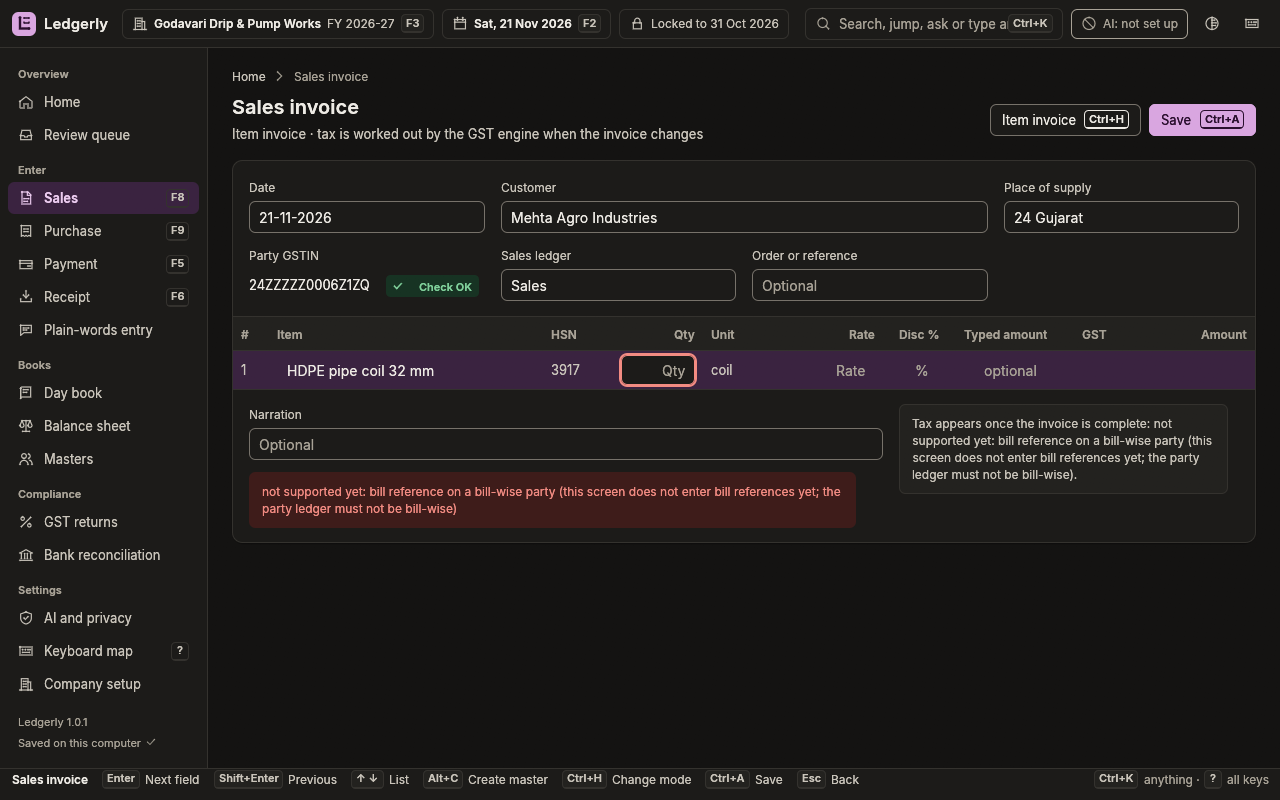 Ledgerly
Godavari Drip & Pump Works FY 2026-27 F3
Sat, 21 Nov 2026 F2
Locked to 31 Oct 2026
Search, jump, ask or type a Ctrl+K
AI: not set up
Overview
Home
Review queue
Enter
Sales F8
Purchase F9
Payment F5
Receipt F6
Plain-words entry
Books
Day book
Balance sheet
Masters
Compliance
GST returns
Bank reconciliation
Settings
AI and privacy
Keyboard map ?
Company setup
Ledgerly 1.0.1
Saved on this computer
Home Sales invoice
Sales invoice
Item invoice · tax is worked out by the GST engine when the invoice changes
Item invoice Ctrl+H
Save Ctrl+A
Date Customer Place of supply
21-11-2026 Mehta Agro Industries 24 Gujarat
Party GSTIN Sales ledger Order or reference
24ZZZZZ0006Z1ZQ Check OK Sales Optional
# Item HSN Qty Unit Rate Disc % Typed amount GST Amount
1 HDPE pipe coil 32 mm 3917 Qty coil Rate % optional
Narration
Optional
not supported yet: bill reference on a bill-wise party (this screen does not enter bill references yet; the
party ledger must not be bill-wise)
Tax appears once the invoice is complete: not
supported yet: bill reference on a bill-wise party (this
screen does not enter bill references yet; the party
ledger must not be bill-wise).
Sales invoice Enter Next field Shift+Enter Previous ↑ ↓ List Alt+C Create master Ctrl+H Change mode Ctrl+A Save Esc Back Ctrl+K anything · ? all keys